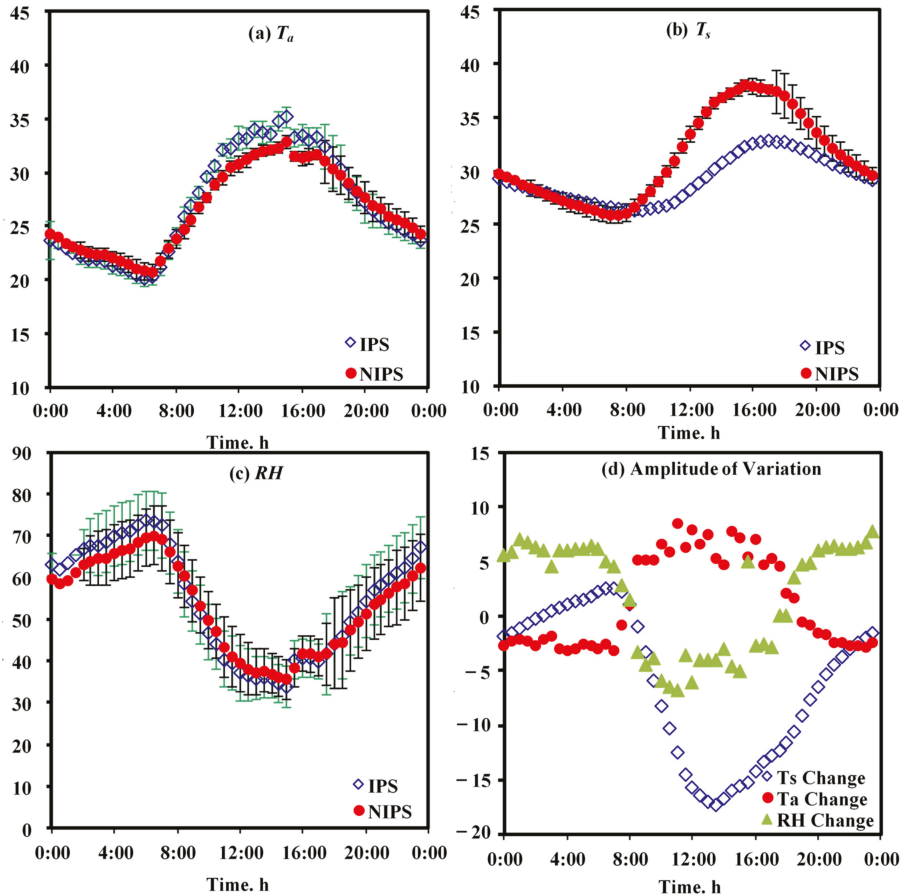 (a) Ta
45
40
35
30
25
20
15
10
IPS
NIPS
0:00 4:00 8:00 12:00 16:00 20:00 0:00
Time. h
(b) Ts
45
40
35
30
25
20
15
10
IPS
NIPS
0:00 4:00 8:00 12:00 16:00 20:00 0:00
Time. h
(c) RH
90
80
70
60
50
40
30
20
10
0
IPS
NIPS
0:00 4:00 8:00 12:00 16:00 20:00 0:00
Time. h
(d) Amplitude of Variation
15
10
5
0
−5
−10
−15
−20
Ts Change
Ta Change
RH Change
0:00 4:00 8:00 12:00 16:00 20:00 0:00
Time. h